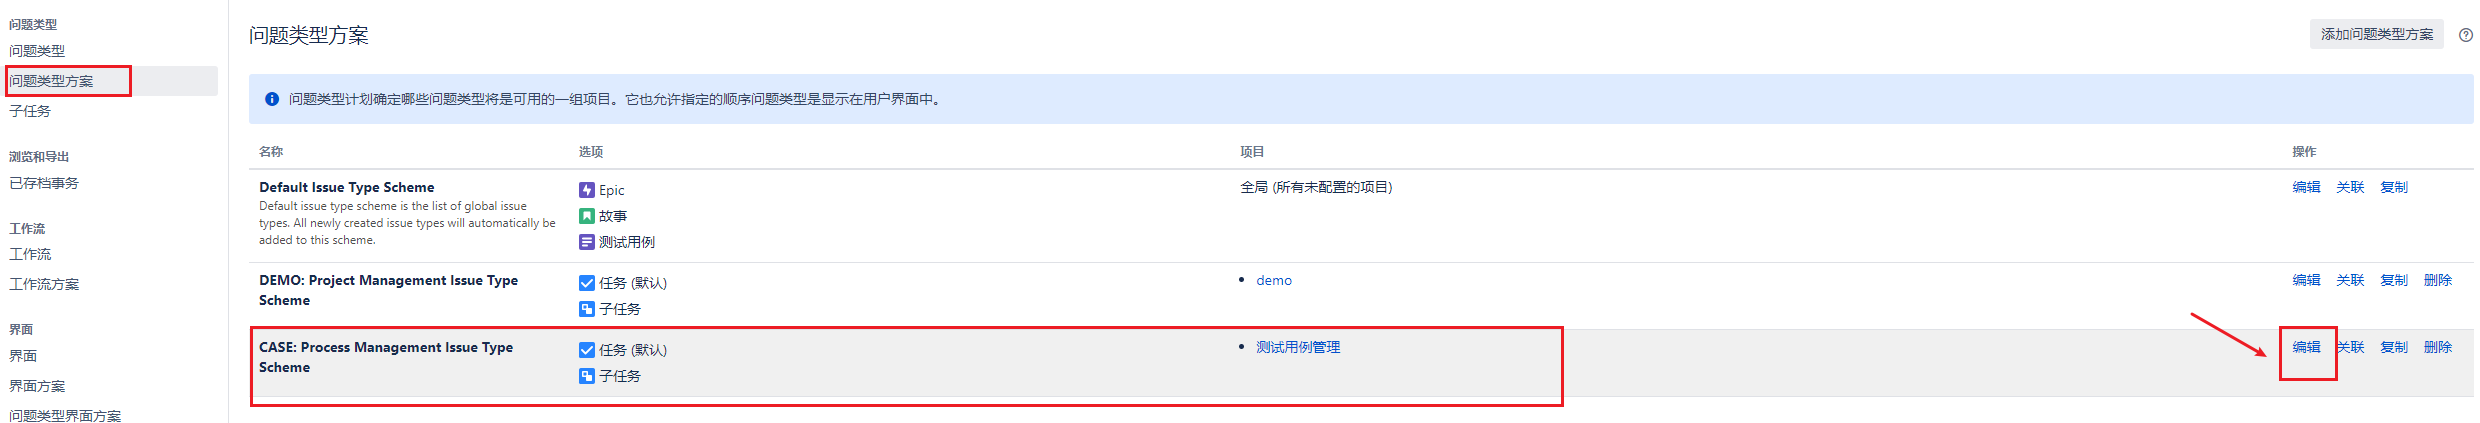 问题类型
问题类型
问题类型方案
子任务
浏览和导出
已存档事务
工作流
工作流
工作流方案
界面
界面
界面方案
问题类型界面方案
问题类型方案
添加问题类型方案
问题类型计划确定哪些问题类型将是可用的一组项目。它也允许指定的顺序问题类型是显示在用户界面中。
名称 选项 项目 操作
Default Issue Type Scheme
Default issue type scheme is the list of global issue
types. All newly created issue types will automatically be
added to this scheme.
Epic
故事
测试用例
全局 (所有未配置的项目)
编辑 关联 复制
DEMO: Project Management Issue Type
Scheme
任务 (默认)
子任务
demo
编辑 关联 复制 删除
CASE: Process Management Issue Type
Scheme
任务 (默认)
子任务
测试用例管理
编辑 关联 复制 删除